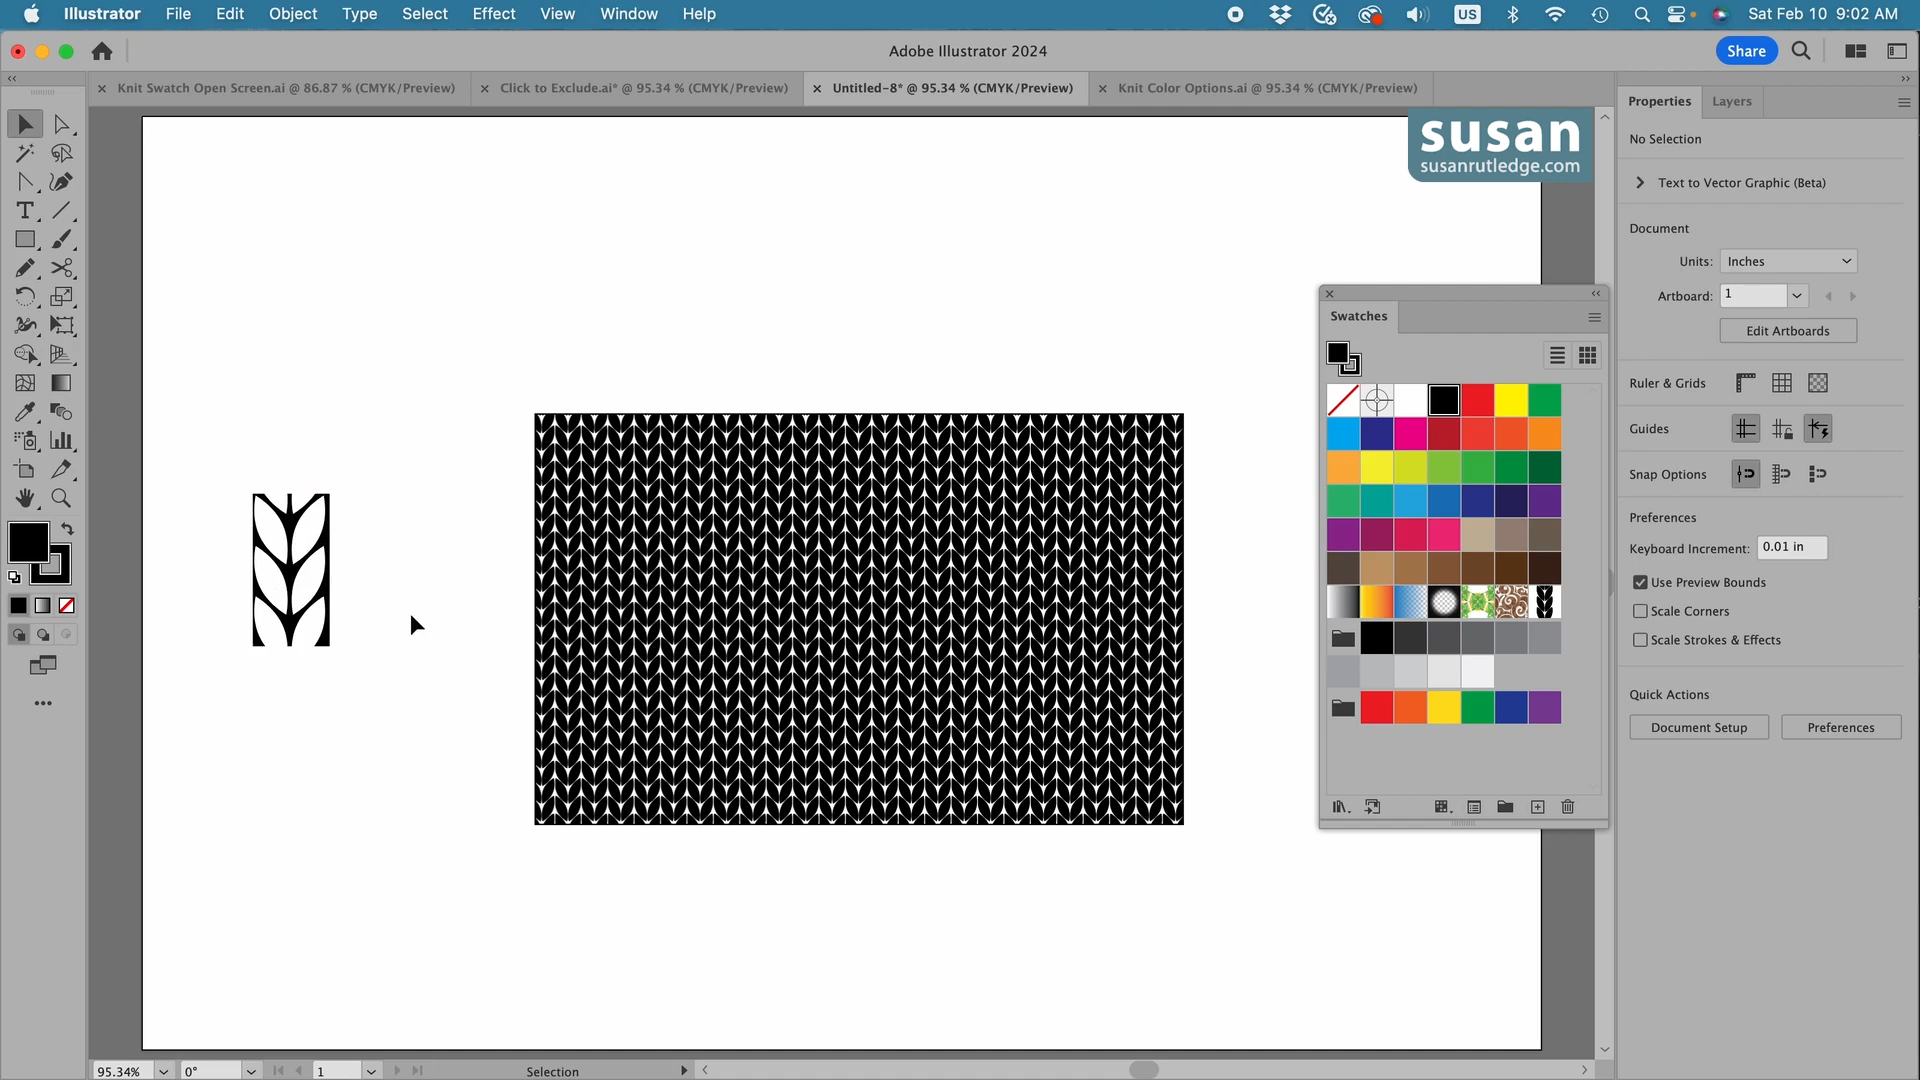 Illustrator File Edit Object Type Select Effect View Window Help US Sat Feb 10 9:02 AM
Adobe Illustrator 2024 Share
Knit Swatch Open Screen.ai @ 86.87 % (CMYK/Preview) Click to Exclude.ai* @ 95.34 % (CMYK/Preview) Untitled-8* @ 95.34 % (CMYK/Preview) Knit Color Options.ai @ 95.34 % (CMYK/Preview)
Properties Layers
susan
susanrutledge.com
No Selection
Text to Vector Graphic (Beta)
Document
Units: Inches
Artboard: 1
Edit Artboards
Swatches
Ruler & Grids
Guides
Snap Options
Preferences
Keyboard Increment: 0.01 in
Use Preview Bounds
Scale Corners
Scale Strokes & Effects
Quick Actions
Document Setup Preferences
95.34% 0° 1 Selection